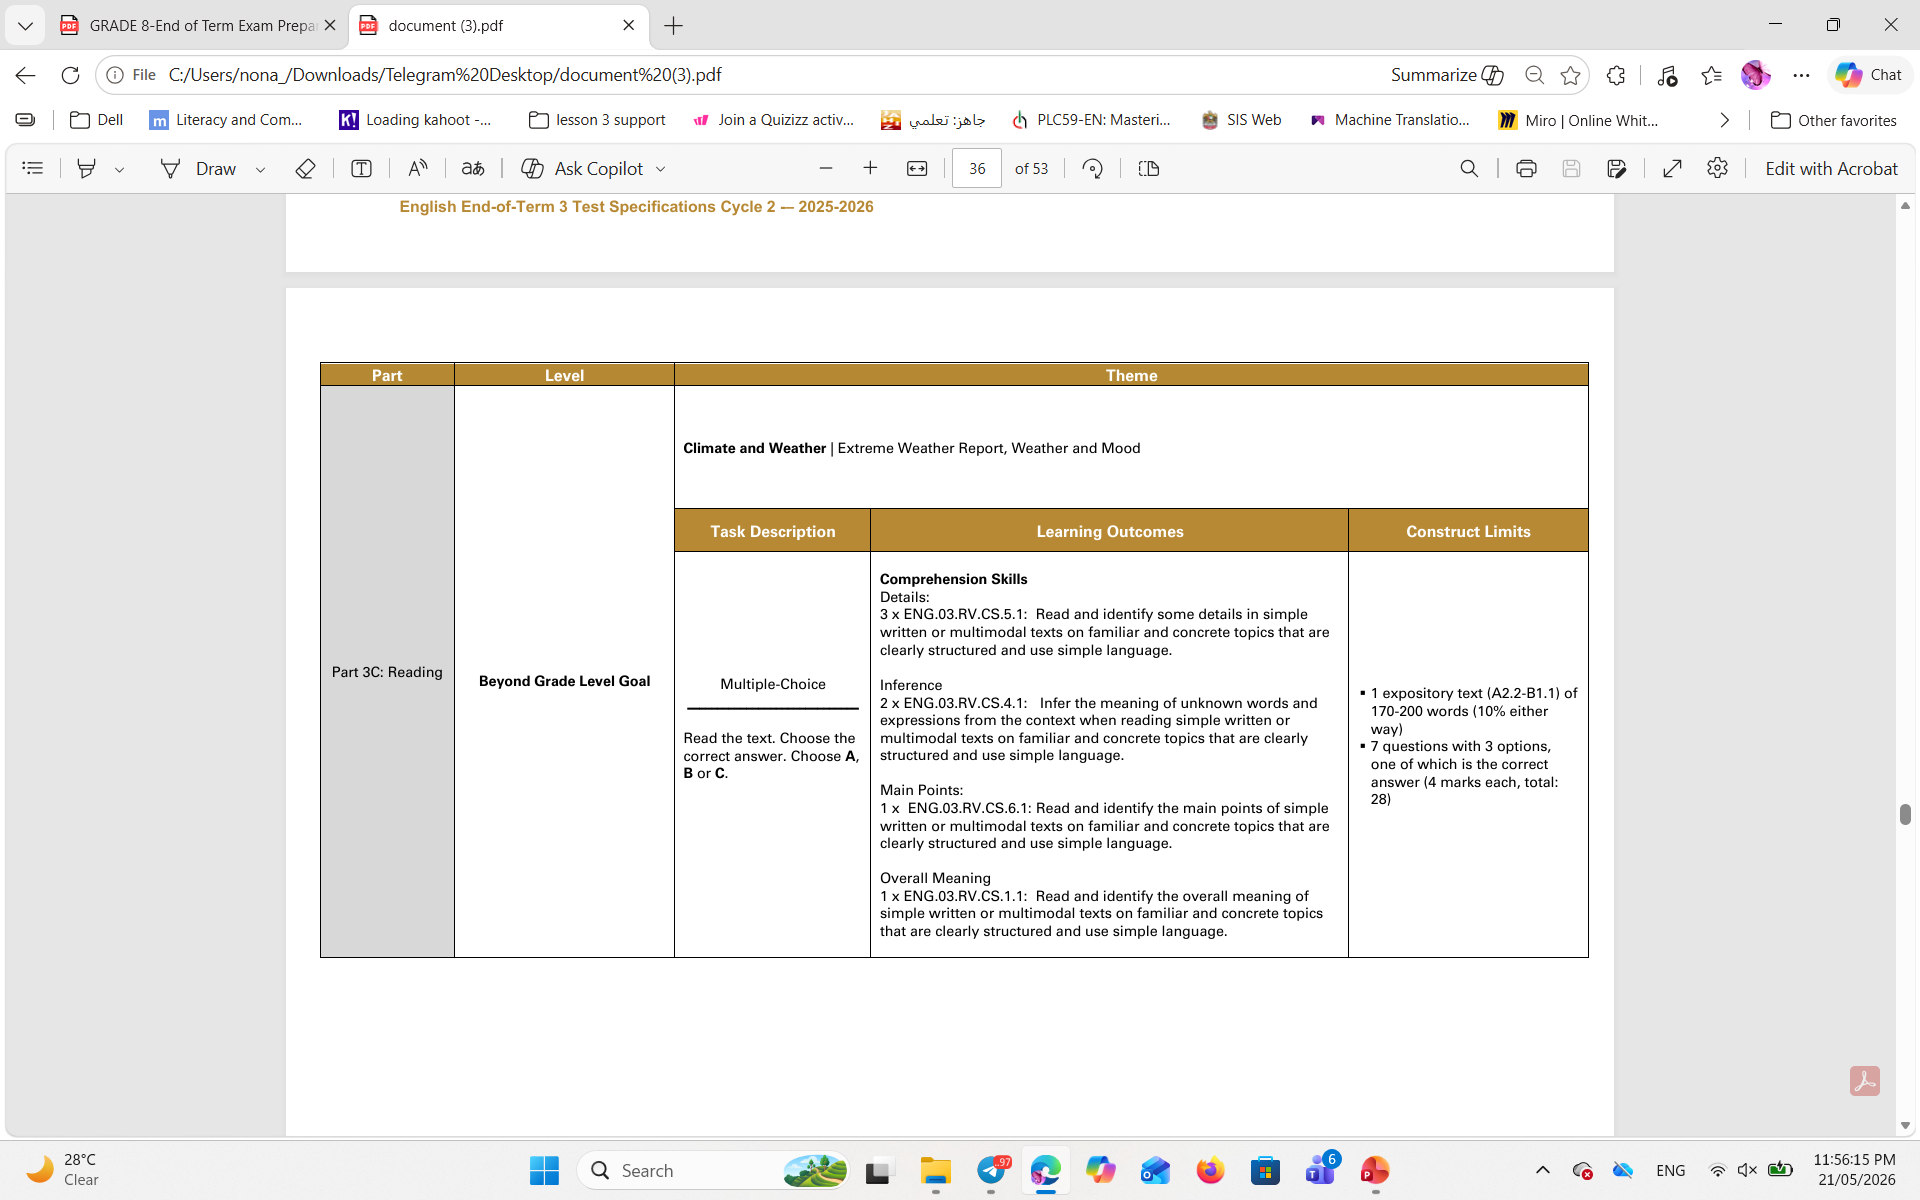 GRADE 8-End of Term Exam Prepa
document (3).pdf
File C:/Users/nona_/Downloads/Telegram%20Desktop/document%20(3).pdf
Summarize
Chat
Dell
Literacy and Com...
Loading kahoot -...
lesson 3 support
Join a Quizizz activ...
جاهز: تعلمي
PLC59-EN: Masteri...
SIS Web
Machine Translatio...
Miro | Online Whit...
Other favorites
Draw
Ask Copilot
36 of 53
Edit with Acrobat
English End-of-Term 3 Test Specifications Cycle 2 — 2025-2026
Part
Level
Theme
Part 3C: Reading
Beyond Grade Level Goal
Climate and Weather | Extreme Weather Report, Weather and Mood
Task Description
Learning Outcomes
Construct Limits
Multiple-Choice
Read the text. Choose the
correct answer. Choose A,
B or C.
Comprehension Skills
Details:
3 x ENG.03.RV.CS.5.1: Read and identify some details in simple
written or multimodal texts on familiar and concrete topics that are
clearly structured and use simple language.
Inference
2 x ENG.03.RV.CS.4.1: Infer the meaning of unknown words and
expressions from the context when reading simple written or
multimodal texts on familiar and concrete topics that are clearly
structured and use simple language.
Main Points:
1 x ENG.03.RV.CS.6.1: Read and identify the main points of simple
written or multimodal texts on familiar and concrete topics that are
clearly structured and use simple language.
Overall Meaning
1 x ENG.03.RV.CS.1.1: Read and identify the overall meaning of
simple written or multimodal texts on familiar and concrete topics
that are clearly structured and use simple language.
▪ 1 expository text (A2.2-B1.1) of
170-200 words (10% either
way)
▪ 7 questions with 3 options,
one of which is the correct
answer (4 marks each, total:
28)
28°C
Clear
Search
..97
6
ENG
11:56:15 PM
21/05/2026